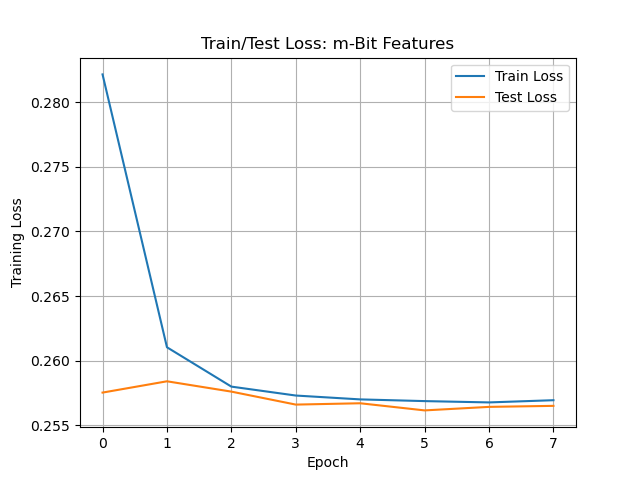 Train/Test Loss: m-Bit Features
Train Loss
Test Loss
0.280
0.275
0.270
0.265
0.260
0.255
Training Loss
0 1 2 3 4 5 6 7
Epoch